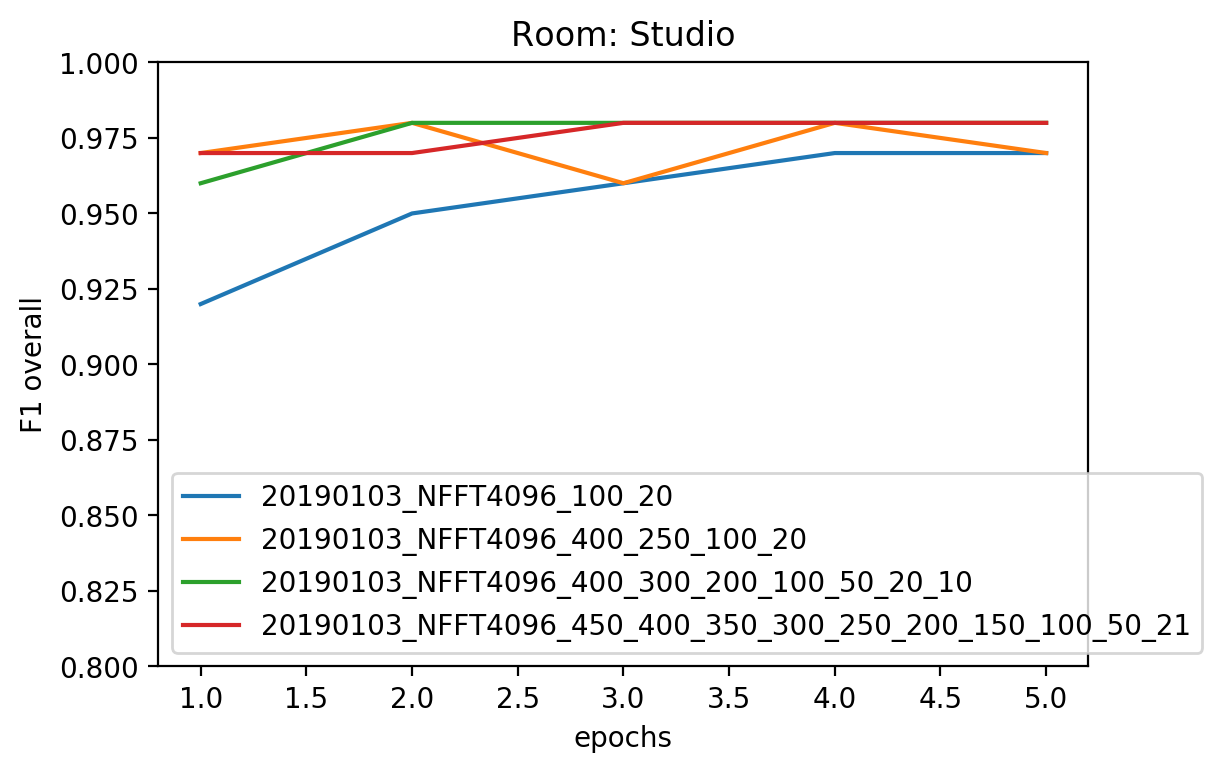 Room: Studio
1.000
0.975
0.950
0.925
0.900
0.875
0.850
0.825
0.800
F1 overall
20190103_NFFT4096_100_20
20190103_NFFT4096_400_250_100_20
20190103_NFFT4096_400_300_200_100_50_20_10
20190103_NFFT4096_450_400_350_300_250_200_150_100_50_21
1.0 1.5 2.0 2.5 3.0 3.5 4.0 4.5 5.0
epochs